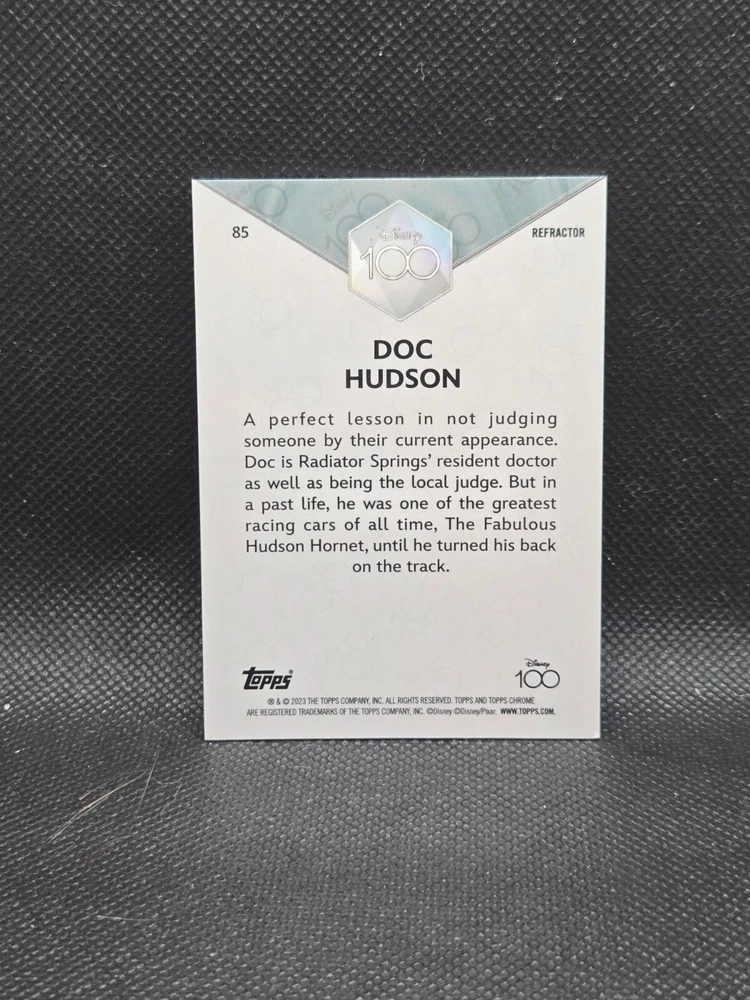 85
REFRACTOR
Disney
100
DOC
HUDSON
A perfect lesson in not judging
someone by their current appearance.
Doc is Radiator Springs' resident doctor
as well as being the local judge. But in
a past life, he was one of the greatest
racing cars of all time, The Fabulous
Hudson Hornet, until he turned his back
on the track.
topps®
Disney
100
® & © 2023 THE TOPPS COMPANY, INC. ALL RIGHTS RESERVED. TOPPS AND TOPPS CHROME
ARE REGISTERED TRADEMARKS OF THE TOPPS COMPANY, INC. ©Disney ©Disney/Pixar. WWW.TOPPS.COM.